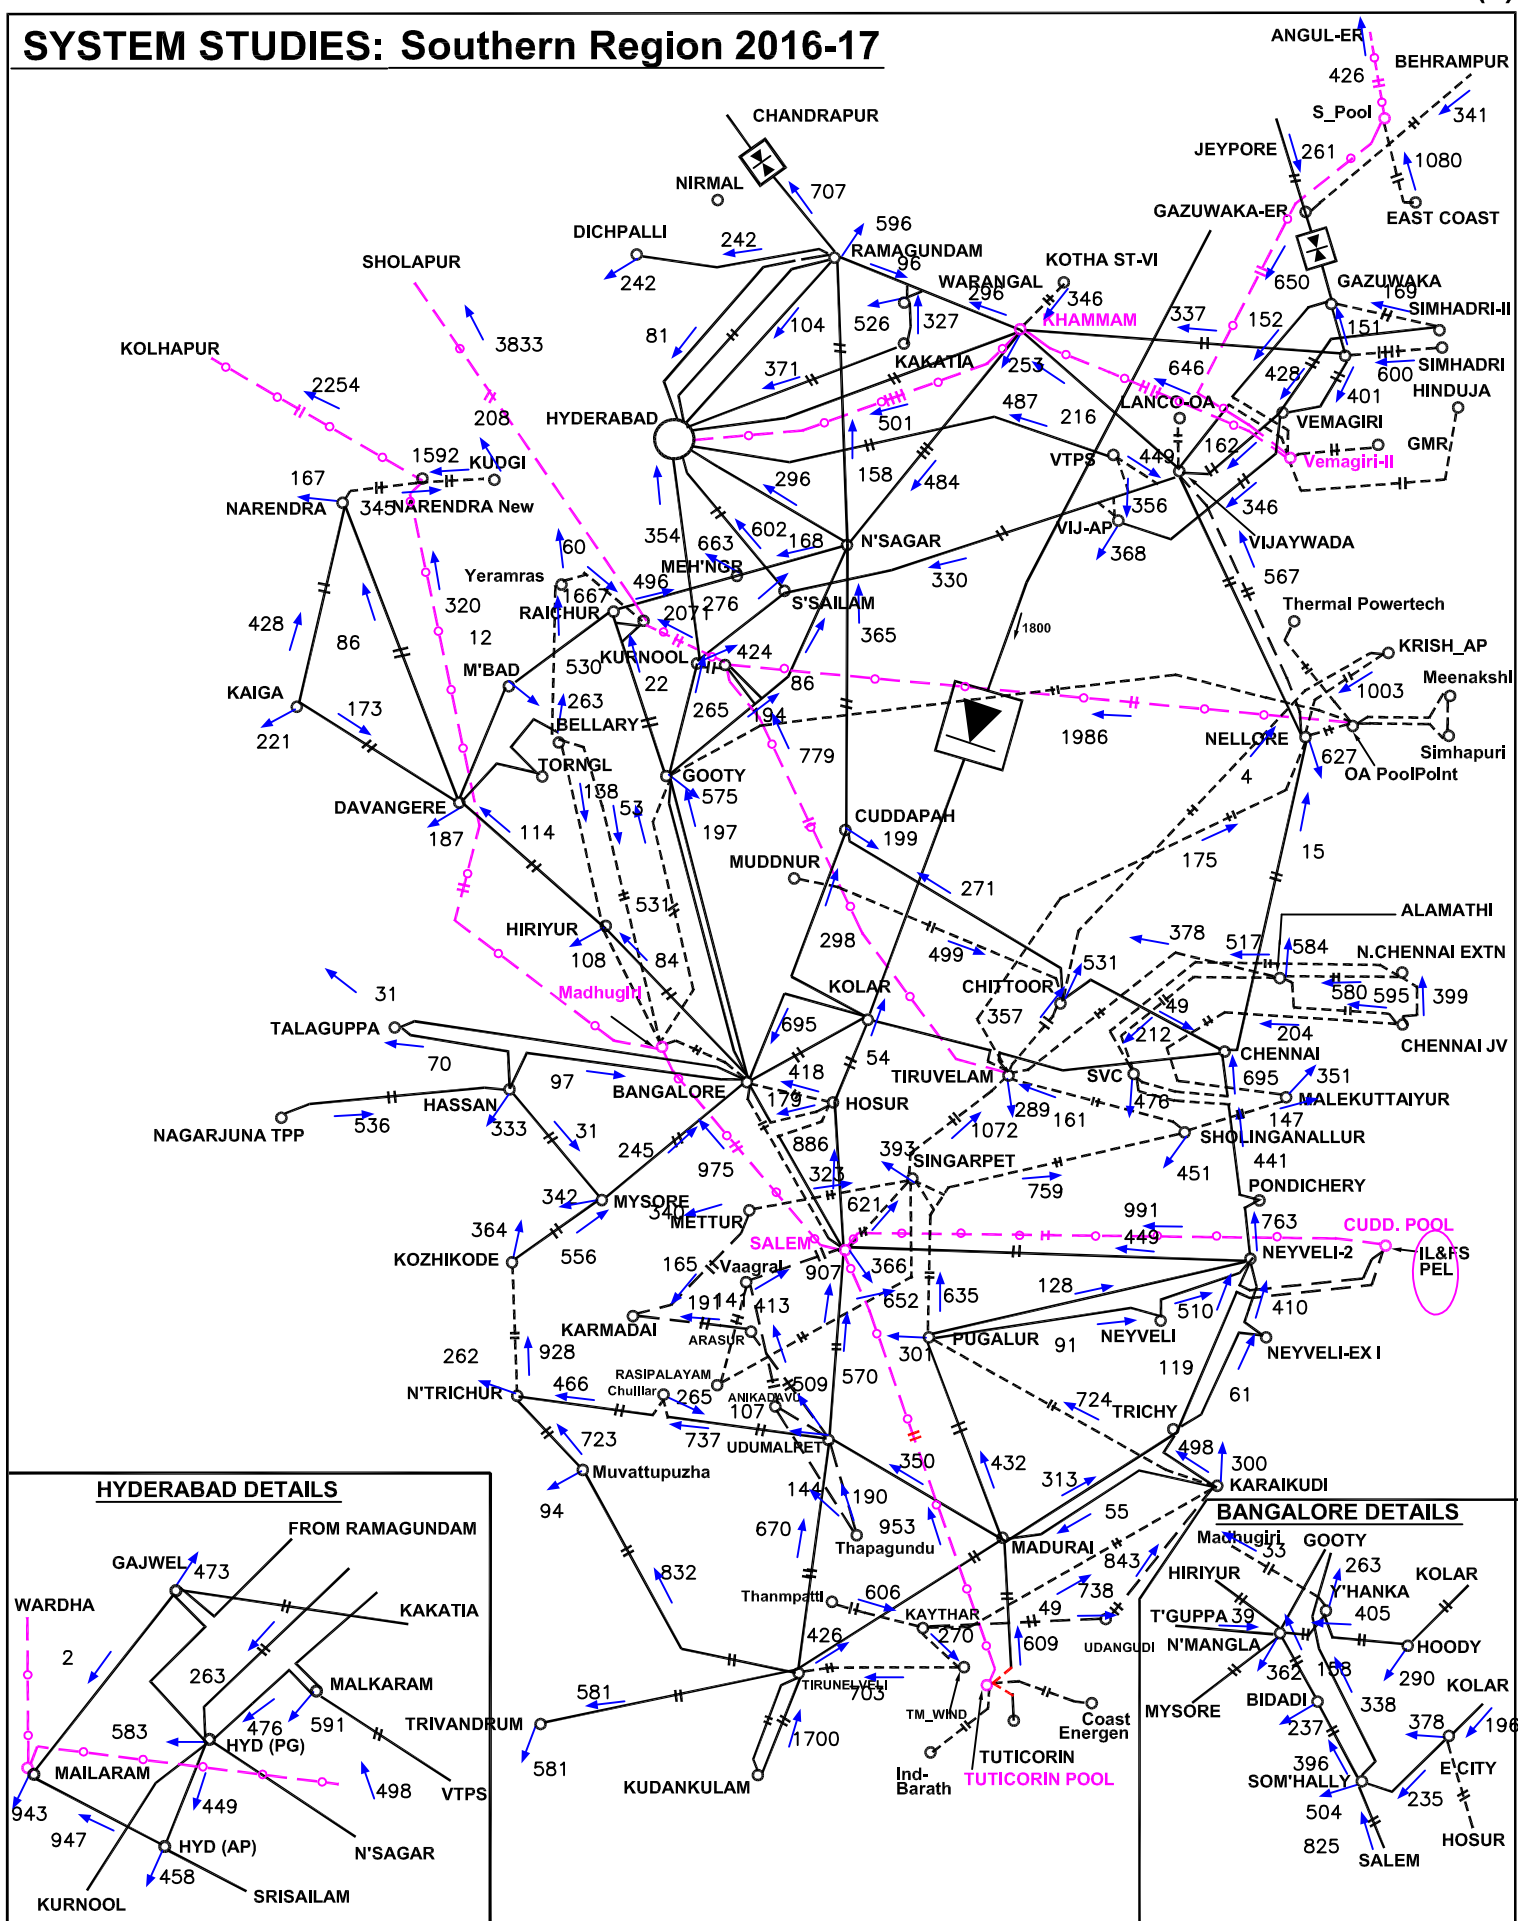 SYSTEM STUDIES: Southern Region 2016-17
ANGUL-ER
426
BEHRAMPUR
S_Pool
341
CHANDRAPUR
JEYPORE
261
1080
NIRMAL
707
GAZUWAKA-ER
EAST COAST
DICHPALLI
242
596
RAMAGUNDAM
SHOLAPUR
242
96
WARANGAL
KOTHA ST-VI
650
GAZUWAKA
169
SIMHADRI-II
296
346
337
152
151
81
104
526
327
KHAMMAM
3833
KOLHAPUR
371
KAKATIA
253
646
428
600
SIMHADRI
HINDUJA
2254
208
HYDERABAD
501
487
216
LANCO-OA
401
VEMAGIRI
GMR
162
1592
KUDGI
VTPS
449
Vemagiri-II
167
296
158
484
NARENDRA
345
NARENDRA New
354
602
356
346
663
168
N'SAGAR
VIJ-AP
368
VIJAYWADA
60
MEH'NGR
330
567
Yeramras
1667
496
276
S'SAILAM
Thermal Powertech
RAICHUR
2071
365
320
428
86
12
1800
KURNOOL
424
KRISH_AP
M'BAD
530
22
86
1003
Meenakshi
KAIGA
173
263
265
94
221
BELLARY
779
1986
NELLORE
627
Simhapuri
TORNGL
GOOTY
4
OA PoolPoint
138
575
DAVANGERE
53
187
114
197
CUDDAPAH
199
175
15
MUDDNUR
271
531
ALAMATHI
HIRIYUR
298
499
378
517
584
N.CHENNAI EXTN
108
84
531
Madhugiri
KOLAR
CHITTOOR
580
595
399
31
49
TALAGUPPA
695
357
212
204
CHENNAI JV
70
54
CHENNAI
97
418
TIRUVELAM
SVC
695
351
BANGALORE
179
HOSUR
HASSAN
289
161
476
MALEKUTTAIYUR
NAGARJUNA TPP
536
333
31
147
245
886
1072
SHOLINGANALLUR
975
393
451
323
SINGARPET
441
759
342
MYSORE
340
621
PONDICHERY
METTUR
991
364
763
CUDD. POOL
556
SALEM
449
KOZHIKODE
165
Vaagrai
907
366
NEYVELI-2
IL&FS
PEL
191
141
413
652
635
128
510
410
KARMADAI
ARASUR
301
PUGALUR
91
NEYVELI
NEYVELI-EX I
928
262
RASIPALAYAM
570
119
N'TRICHUR
466
Chulliar
265
ANIKADAVU
509
61
107
724
TRICHY
723
737
UDUMALPET
498
Muvattupuzha
350
432
313
300
KARAIKUDI
94
144
190
670
953
55
Thapagundu
MADURAI
832
843
Thanmpatti
606
738
KAYTHAR
49
426
270
609
UDANGUDI
TIRUNELVELI
703
581
TRIVANDRUM
TM_WIND
Coast
Energen
1700
581
TUTICORIN
KUDANKULAM
Ind-
Barath
TUTICORIN POOL
HYDERABAD DETAILS
FROM RAMAGUNDAM
GAJWEL
473
WARDHA
KAKATIA
2
263
MALKARAM
583
476
591
HYD (PG)
MAILARAM
943
449
498
VTPS
947
HYD (AP)
458
N'SAGAR
KURNOOL
SRISAILAM
BANGALORE DETAILS
Madhugiri
33
GOOTY
HIRIYUR
263
KOLAR
Y'HANKA
T'GUPPA
39
405
N'MANGLA
HOODY
362
158
290
MYSORE
BIDADI
338
KOLAR
237
378
196
396
E CITY
SOM'HALLY
504
235
825
HOSUR
SALEM